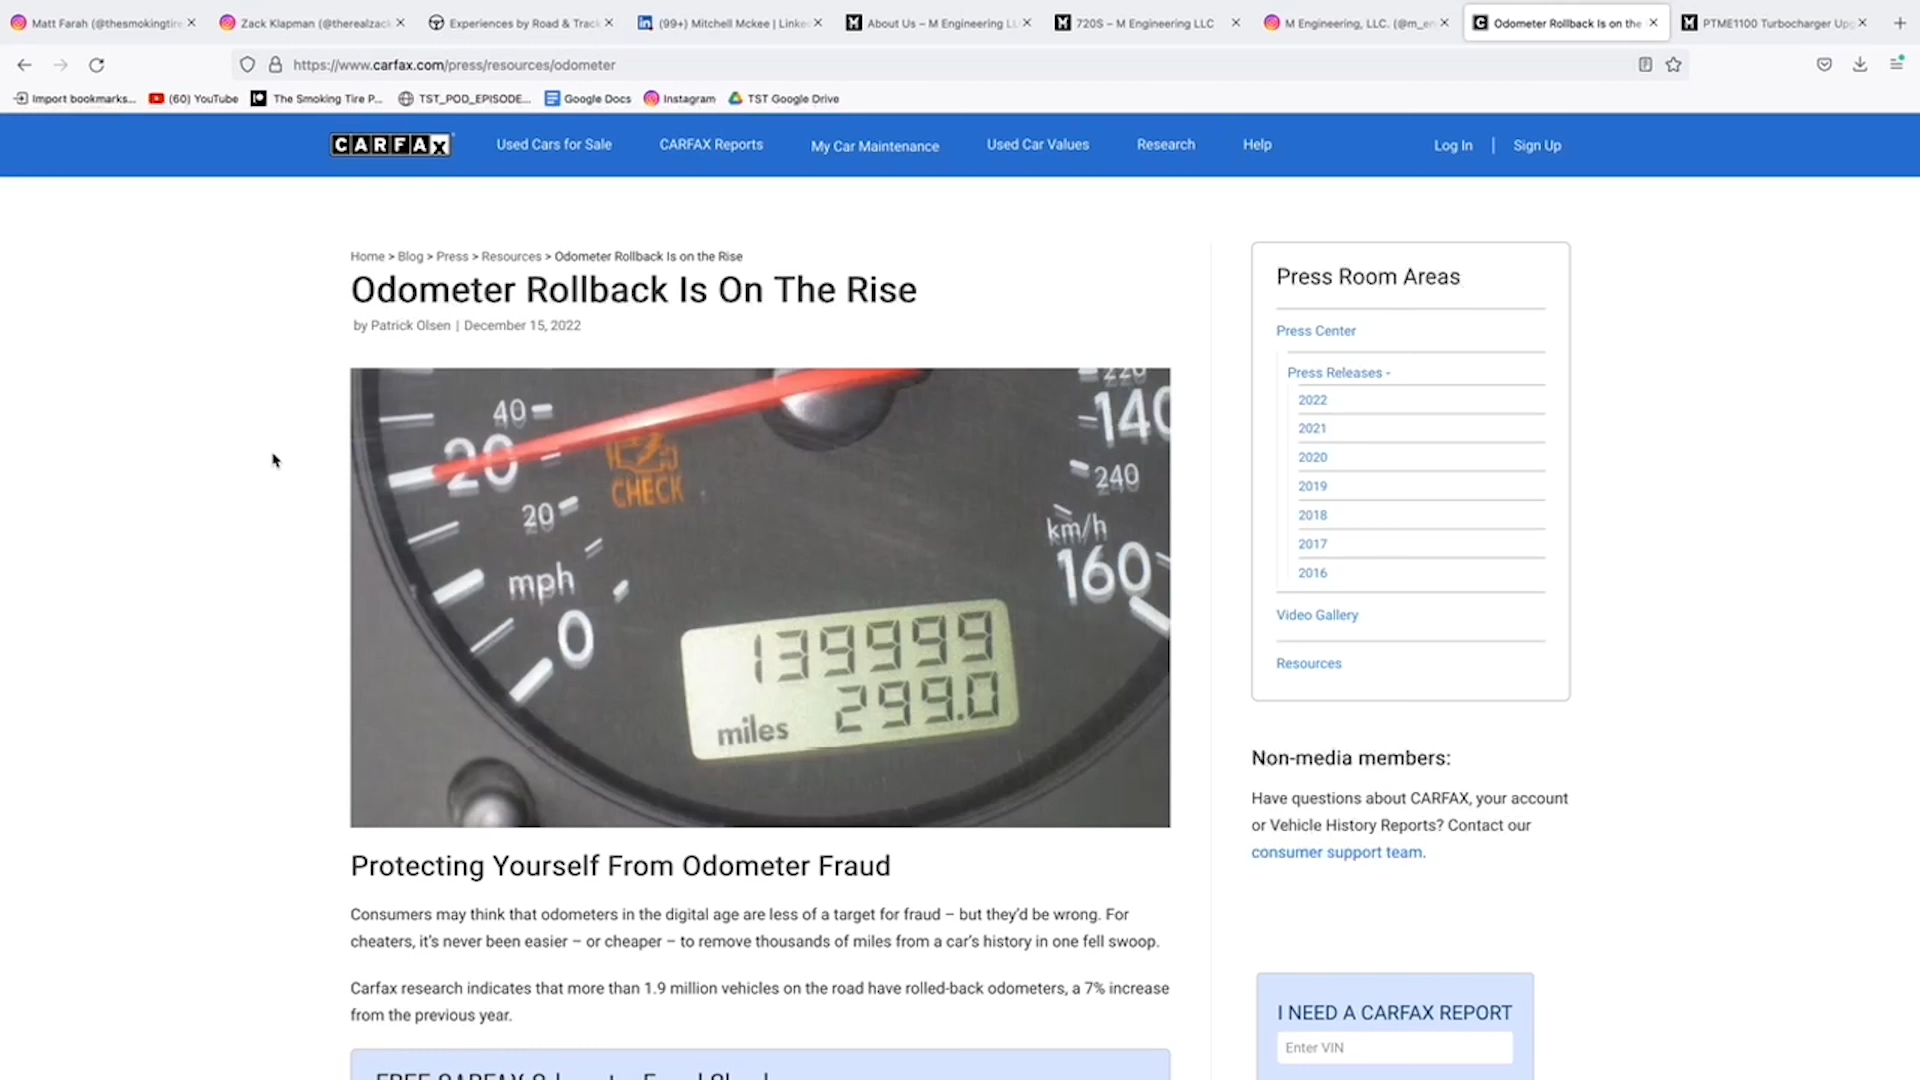 Matt Farah (@thesmokingtire
Zack Klapman (@therealzack
Experiences by Road & Track
(99+) Mitchell Mckee | Linke
About Us – M Engineering LL
720S – M Engineering LLC
M Engineering, LLC. (@m_en
Odometer Rollback Is on the
PTME1100 Turbocharger Upg
https://www.carfax.com/press/resources/odometer
Import bookmarks...
(60) YouTube
The Smoking Tire P...
TST_POD_EPISODE...
Google Docs
Instagram
TST Google Drive
CARFAX
Used Cars for Sale
CARFAX Reports
My Car Maintenance
Used Car Values
Research
Help
Log In | Sign Up
Home > Blog > Press > Resources > Odometer Rollback Is on the Rise
Odometer Rollback Is On The Rise
by Patrick Olsen | December 15, 2022
40
20
CHECK
20
mph
0
220
140
240
km/h
160
139999
miles 299.0
Protecting Yourself From Odometer Fraud
Consumers may think that odometers in the digital age are less of a target for fraud – but they'd be wrong. For
cheaters, it's never been easier – or cheaper – to remove thousands of miles from a car's history in one fell swoop.
Carfax research indicates that more than 1.9 million vehicles on the road have rolled-back odometers, a 7% increase
from the previous year.
Press Room Areas
Press Center
Press Releases -
2022
2021
2020
2019
2018
2017
2016
Video Gallery
Resources
Non-media members:
Have questions about CARFAX, your account
or Vehicle History Reports? Contact our
consumer support team.
I NEED A CARFAX REPORT
Enter VIN